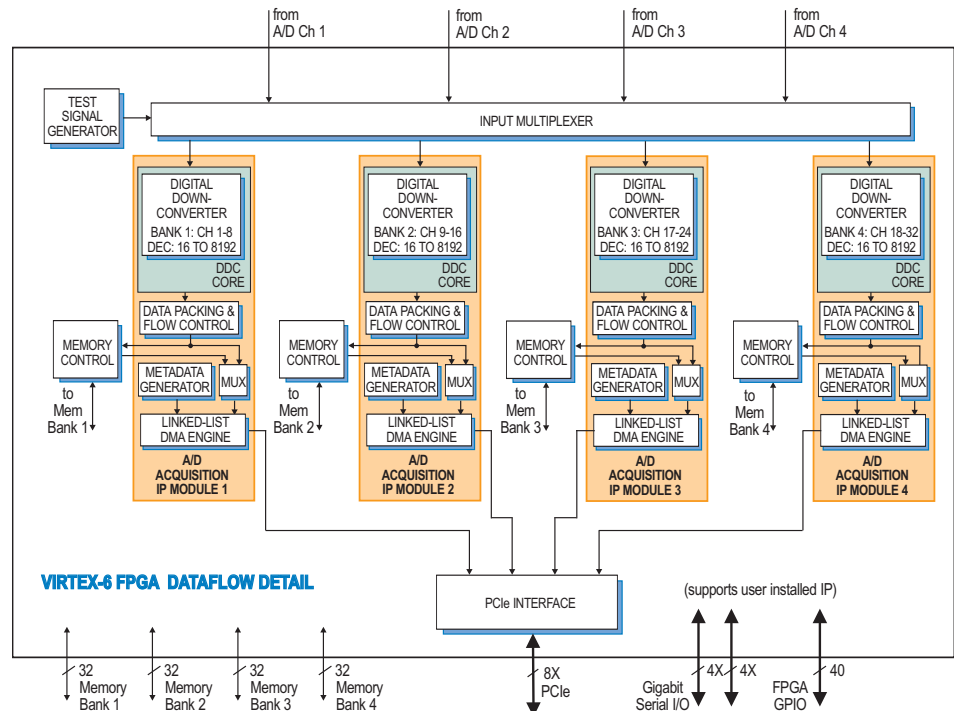 from
A/D Ch 1
from
A/D Ch 2
from
A/D Ch 3
from
A/D Ch 4
TEST
SIGNAL
GENERATOR
INPUT MULTIPLEXER
DIGITAL
DOWN-
CONVERTER
BANK 1: CH 1-8
DEC: 16 TO 8192
DDC
CORE
DIGITAL
DOWN-
CONVERTER
BANK 2: CH 9-16
DEC: 16 TO 8192
DDC
CORE
DIGITAL
DOWN-
CONVERTER
BANK 3: CH 17-24
DEC: 16 TO 8192
DDC
CORE
DIGITAL
DOWN-
CONVERTER
BANK 4: CH 18-32
DEC: 16 TO 8192
DDC
CORE
DATA PACKING &
FLOW CONTROL
DATA PACKING &
FLOW CONTROL
DATA PACKING &
FLOW CONTROL
DATA PACKING &
FLOW CONTROL
MEMORY
CONTROL
METADATA
GENERATOR
MUX
to
Mem
Bank 1
LINKED-LIST
DMA ENGINE
A/D
ACQUISITION
IP MODULE 1
MEMORY
CONTROL
METADATA
GENERATOR
MUX
to
Mem
Bank 2
LINKED-LIST
DMA ENGINE
A/D
ACQUISITION
IP MODULE 2
MEMORY
CONTROL
METADATA
GENERATOR
MUX
to
Mem
Bank 3
LINKED-LIST
DMA ENGINE
A/D
ACQUISITION
IP MODULE 3
MEMORY
CONTROL
METADATA
GENERATOR
MUX
to
Mem
Bank 4
LINKED-LIST
DMA ENGINE
A/D
ACQUISITION
IP MODULE 4
VIRTEX-6 FPGA DATAFLOW DETAIL
PCIe INTERFACE
(supports user installed IP)
32
Memory
Bank 1
32
Memory
Bank 2
32
Memory
Bank 3
32
Memory
Bank 4
8X
PCIe
4X
4X
Gigabit
Serial I/O
40
FPGA
GPIO